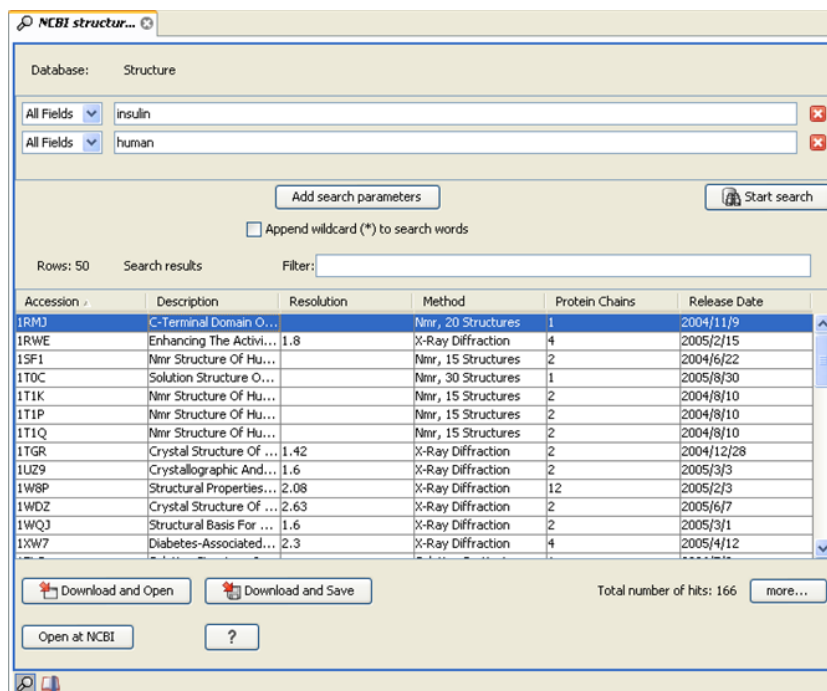 NCBI structur...
Database: Structure
All Fields insulin
All Fields human
Add search parameters Start search
Append wildcard (*) to search words
Rows: 50 Search results Filter:
Accession Description Resolution Method Protein Chains Release Date
1RMJ C-Terminal Domain O... Nmr, 20 Structures 1 2004/11/9
1RWE Enhancing The Activi... 1.8 X-Ray Diffraction 4 2005/2/15
1SF1 Nmr Structure Of Hu... Nmr, 15 Structures 2 2004/6/22
1T0C Solution Structure O... Nmr, 30 Structures 1 2005/8/30
1T1K Nmr Structure Of Hu... Nmr, 15 Structures 2 2004/8/10
1T1P Nmr Structure Of Hu... Nmr, 15 Structures 2 2004/8/10
1T1Q Nmr Structure Of Hu... Nmr, 15 Structures 2 2004/8/10
1TGR Crystal Structure Of ... 1.42 X-Ray Diffraction 2 2004/12/28
1UZ9 Crystallographic And... 1.6 X-Ray Diffraction 2 2005/3/3
1W8P Structural Properties... 2.08 X-Ray Diffraction 12 2005/2/3
1WDZ Crystal Structure Of ... 2.63 X-Ray Diffraction 2 2005/6/7
1WQJ Structural Basis For ... 1.6 X-Ray Diffraction 2 2005/3/1
1XW7 Diabetes-Associated... 2.3 X-Ray Diffraction 4 2005/4/12
Download and Open Download and Save Total number of hits: 166 more...
Open at NCBI ?